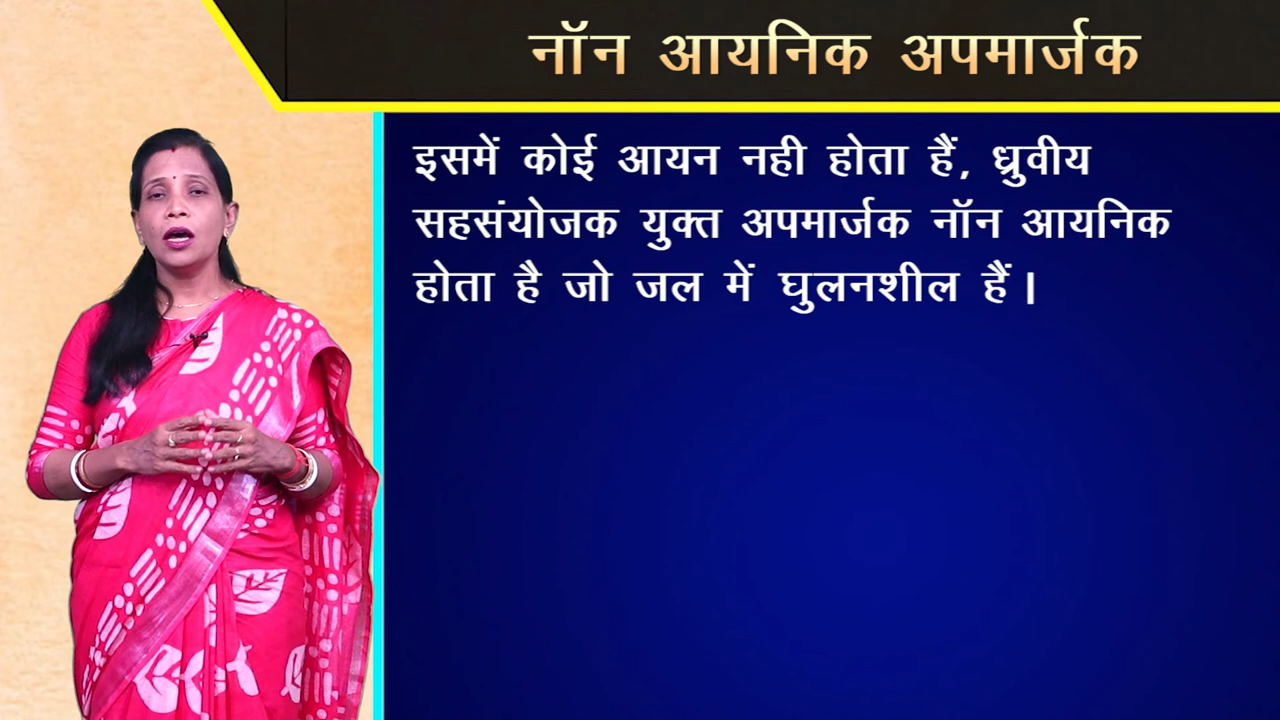 नॉन आयनिक अपमार्जक
इसमें कोई आयन नही होता हैं, ध्रुवीय
सहसंयोजक युक्त अपमार्जक नॉन आयनिक
होता है जो जल में घुलनशील हैं।